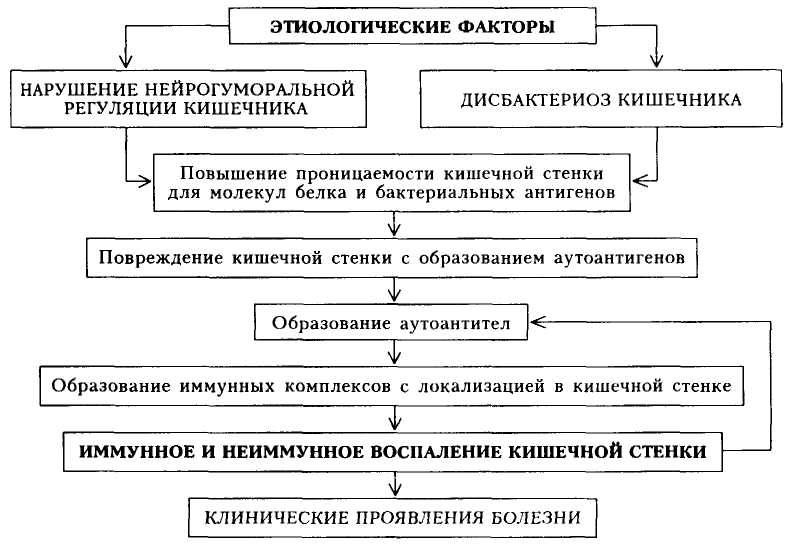 ЭТИОЛОГИЧЕСКИЕ ФАКТОРЫ
НАРУШЕНИЕ НЕЙРОГУМОРАЛЬНОЙ
РЕГУЛЯЦИИ КИШЕЧНИКА
ДИСБАКТЕРИОЗ КИШЕЧНИКА
Повышение проницаемости кишечной стенки
для молекул белка и бактериальных антигенов
Повреждение кишечной стенки с образованием аутоантигенов
Образование аутоантител
Образование иммунных комплексов с локализацией в кишечной стенке
ИММУННОЕ И НЕИММУННОЕ ВОСПАЛЕНИЕ КИШЕЧНОЙ СТЕНКИ
КЛИНИЧЕСКИЕ ПРОЯВЛЕНИЯ БОЛЕЗНИ